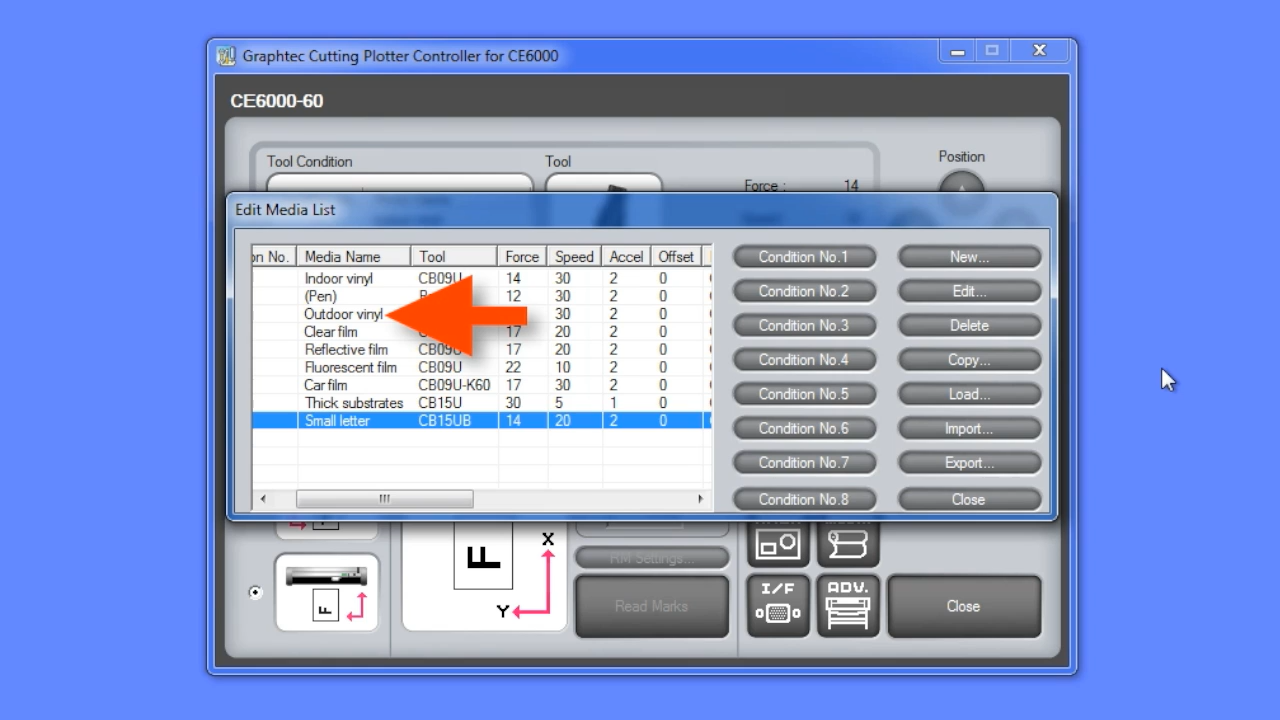 Graphtec Cutting Plotter Controller for CE6000
CE6000-60
Tool Condition
Tool
Position
Force : 14
Edit Media List
on No. Media Name Tool Force Speed Accel Offset
Indoor vinyl CB09U 14 30 2 0
(Pen) 12 30 2 0
Outdoor vinyl 30 2 0
Clear film 17 20 2 0
Reflective film CB09U 17 20 2 0
Fluorescent film CB09U 22 10 2 0
Car film CB09U-K60 17 30 2 0
Thick substrates CB15U 30 5 1 0
Small letter CB15UB 14 20 2 0
Condition No.1 New...
Condition No.2 Edit...
Condition No.3 Delete
Condition No.4 Copy...
Condition No.5 Load...
Condition No.6 Import...
Condition No.7 Export...
Condition No.8 Close
F
X
Y
RM Settings...
Read Marks
F
I/F
ADV.
Close